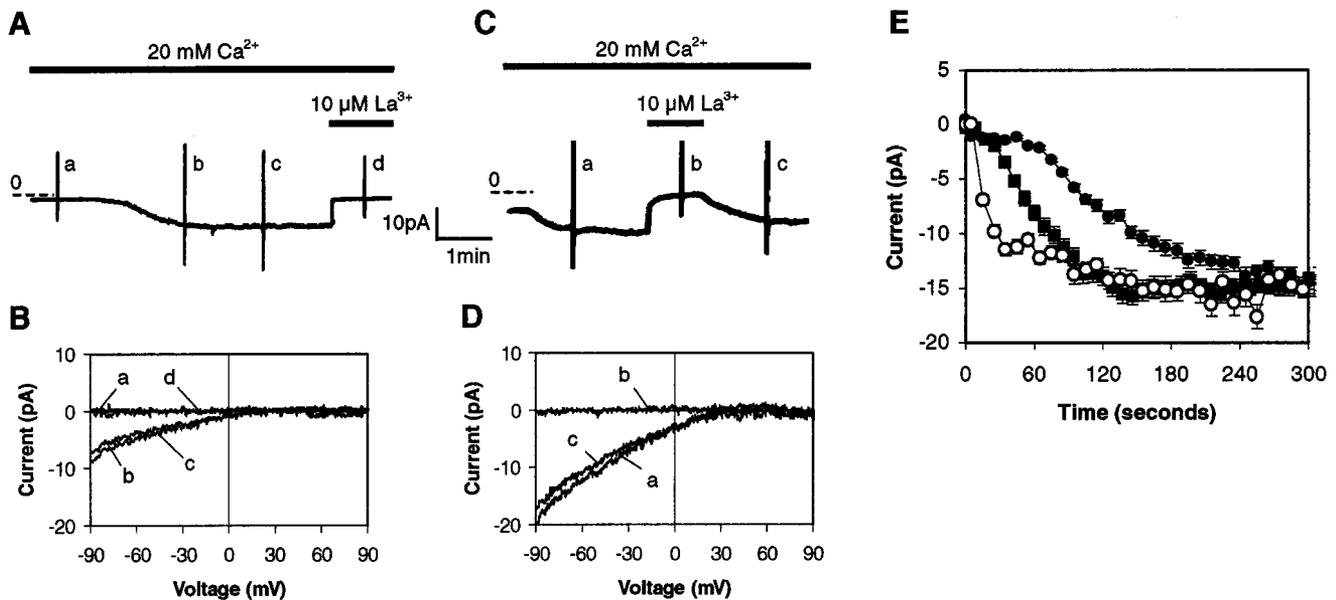 A
20 mM Ca²⁺
10 µM La³⁺
a
b
c
d
0
10pA
1min
B
10
0
-10
-20
Current (pA)
a
d
b
c
-90
-60
-30
0
30
60
90
Voltage (mV)
C
20 mM Ca²⁺
10 µM La³⁺
a
b
c
0
D
10
0
-10
-20
Current (pA)
b
c
a
-90
-60
-30
0
30
60
90
Voltage (mV)
E
5
0
-5
-10
-15
-20
Current (pA)
0
60
120
180
240
300
Time (seconds)